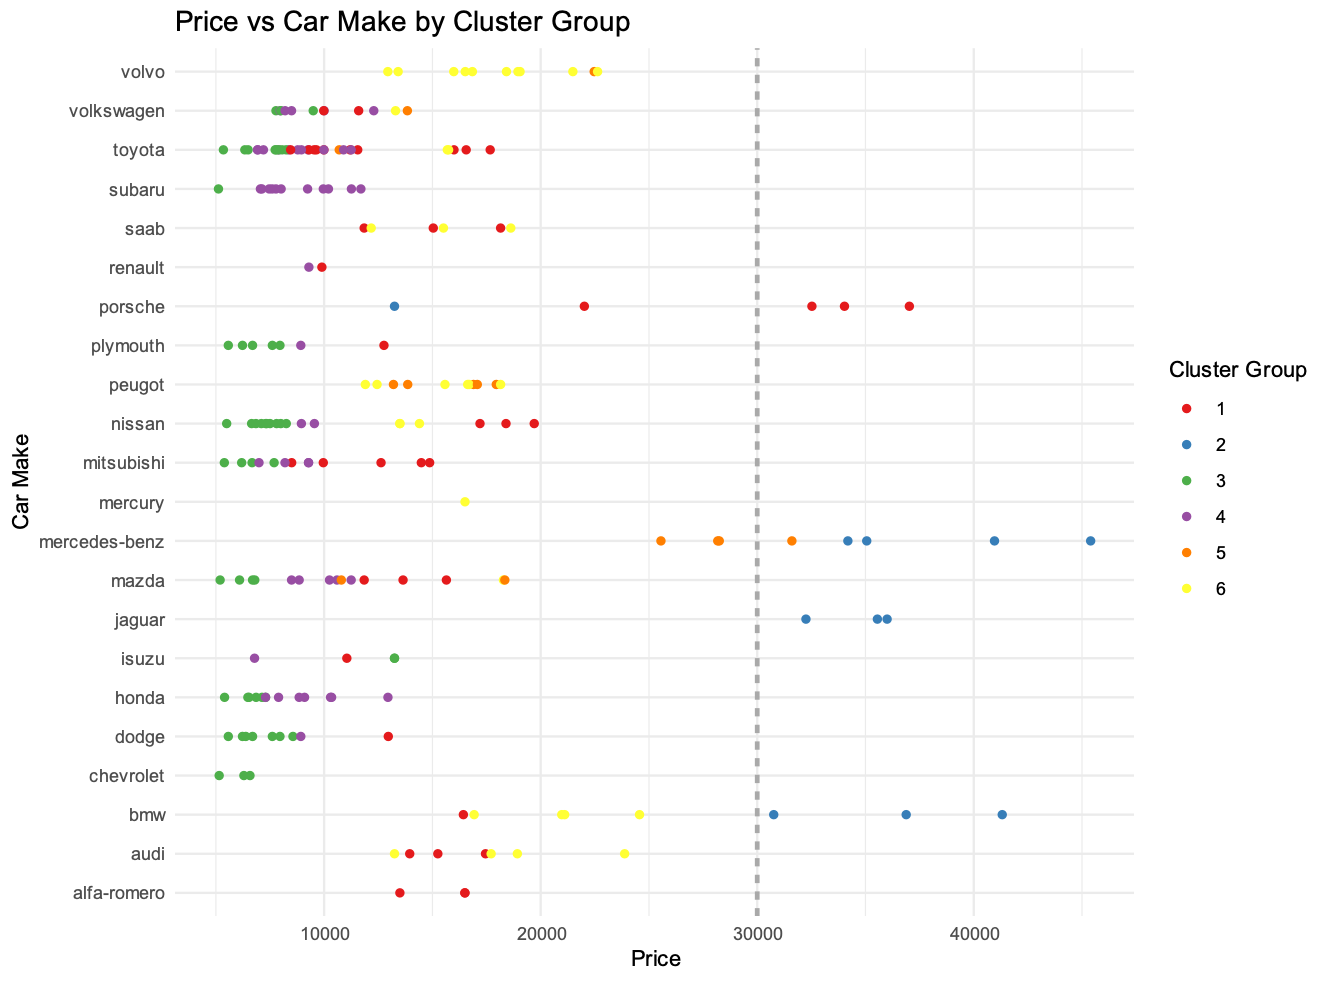 Price vs Car Make by Cluster Group
volvo
volkswagen
toyota
subaru
saab
renault
porsche
plymouth
peugot
nissan
mitsubishi
mercury
mercedes-benz
mazda
jaguar
isuzu
honda
dodge
chevrolet
bmw
audi
alfa-romero
Car Make
10000 20000 30000 40000
Price
Cluster Group
1
2
3
4
5
6